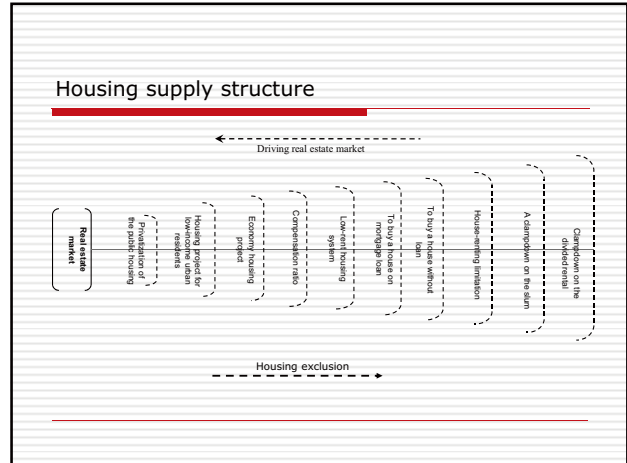 Housing supply structure
Driving real estate market
Real estate
market
Privatization of
the public housing
Housing project for
low-income urban
residents
Economy housing
project
Compensation ratio
Low-rent housing
system
To buy a house on
mortgage loan
To buy a house without
loan
House-renting limitation
A clampdown on the slum
Clampdown on the
divided rental
Housing exclusion